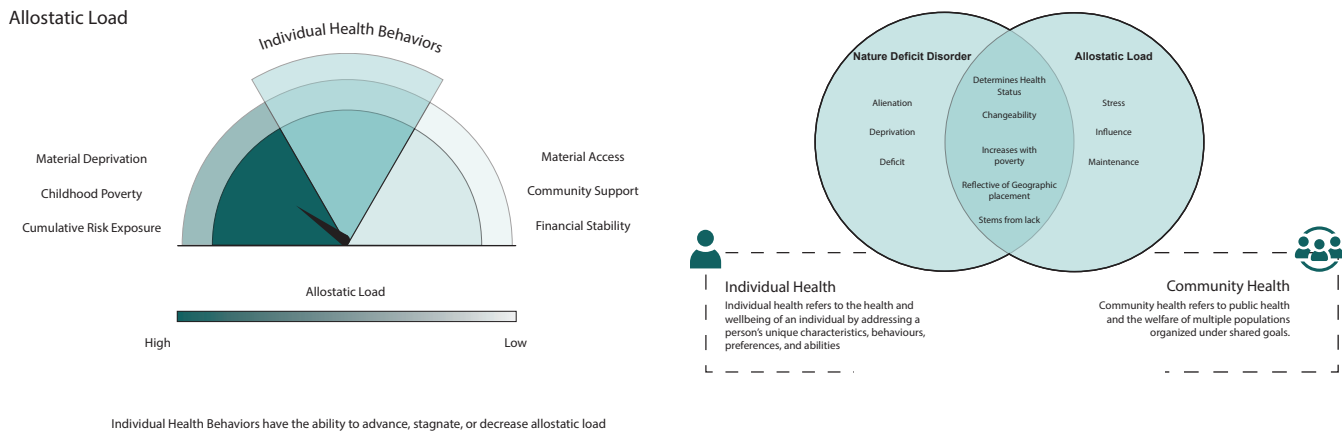 Allostatic Load
Individual Health Behaviors
Material Deprivation
Childhood Poverty
Cumulative Risk Exposure
Material Access
Community Support
Financial Stability
Allostatic Load
High
Low
Individual Health Behaviors have the ability to advance, stagnate, or decrease allostatic load
Nature Deficit Disorder
Alienation
Deprivation
Deficit
Determines Health
Status
Changeability
Increases with
poverty
Reflective of Geographic
placement
Stems from lack
Allostatic Load
Stress
Influence
Maintenance
Individual Health
Individual health refers to the health and
wellbeing of an individual by addressing a
person's unique characteristics, behaviours,
preferences, and abilities
Community Health
Community health refers to public health
and the welfare of multiple populations
organized under shared goals.